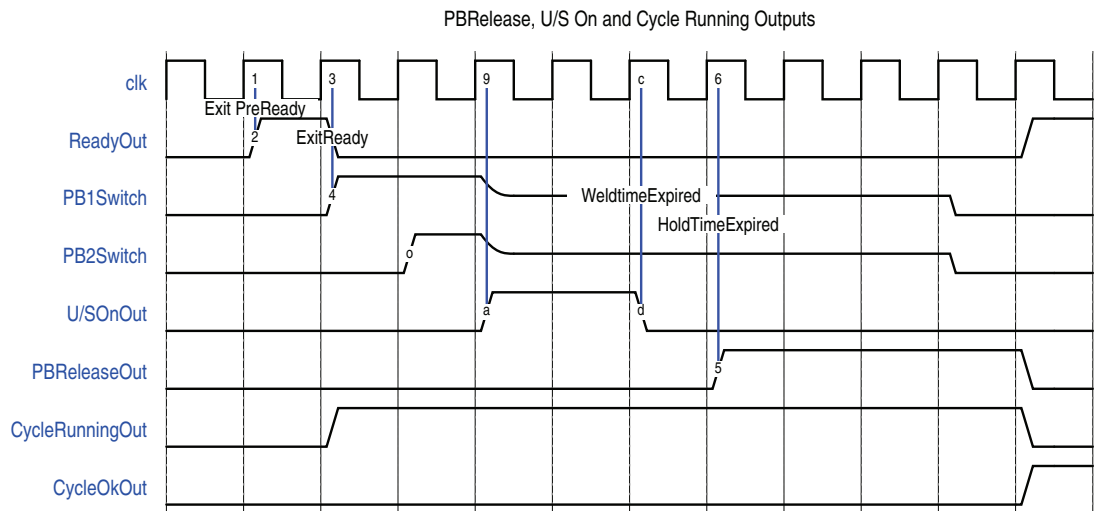 PBRelease, U/S On and Cycle Running Outputs
clk 1 3 9 c 6
Exit PreReady
ReadyOut 2 ExitReady
PB1Switch 4 WeldtimeExpired
HoldTimeExpired
PB2Switch o
U/SOnOut a d
PBReleaseOut 5
CycleRunningOut
CycleOkOut